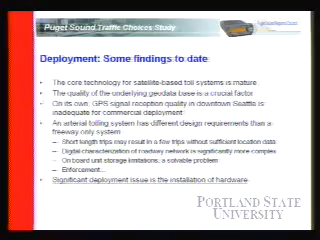 Puget Sound Traffic Choices Study
Deployment: Some findings to date
• The core technology for satellite-based toll systems is mature
• The quality of the underlying geodata base is a crucial factor
• On its own, GPS signal reception quality in downtown Seattle is
inadequate for commercial deployment
• An arterial tolling system has different design requirements than a
freeway only system
– Short length trips may result in a few trips without sufficient location data
– Digital characterization of roadway network is significantly more complex
– On board unit storage limitations, a solvable problem
– Enforcement...
• Significant deployment issue is the installation of hardware
PORTLAND STATE
UNIVERSITY